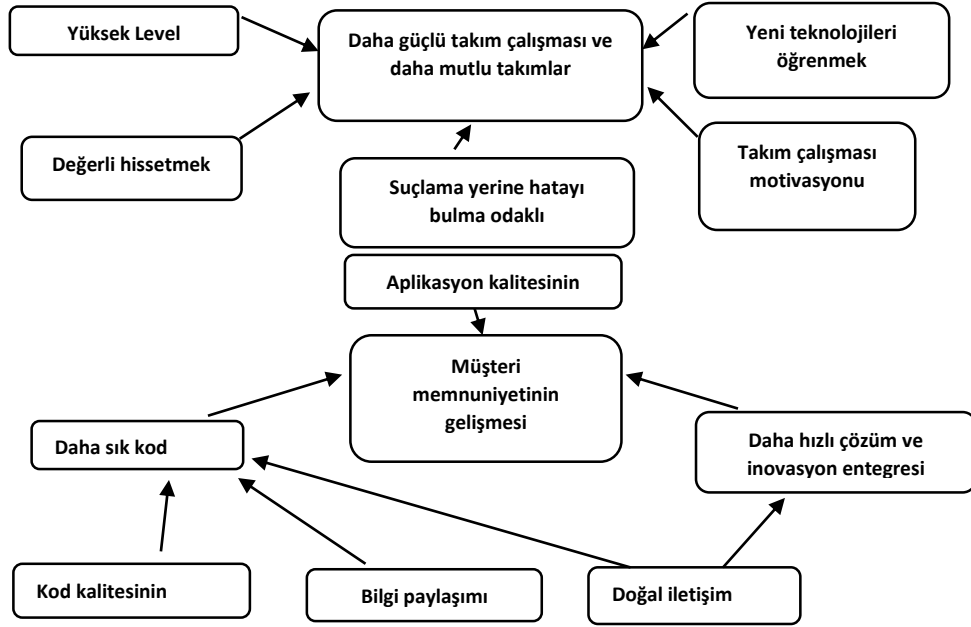 Yüksek Level
Daha güçlü takım çalışması ve
daha mutlu takımlar
Yeni teknolojileri
öğrenmek
Değerli hissetmek
Takım çalışması
motivasyonu
Suçlama yerine hatayı
bulma odaklı
Aplikasyon kalitesinin
Müşteri
memnuniyetinin
gelişmesi
Daha sık kod
Daha hızlı çözüm ve
inovasyon entegresi
Kod kalitesinin
Bilgi paylaşımı
Doğal iletişim